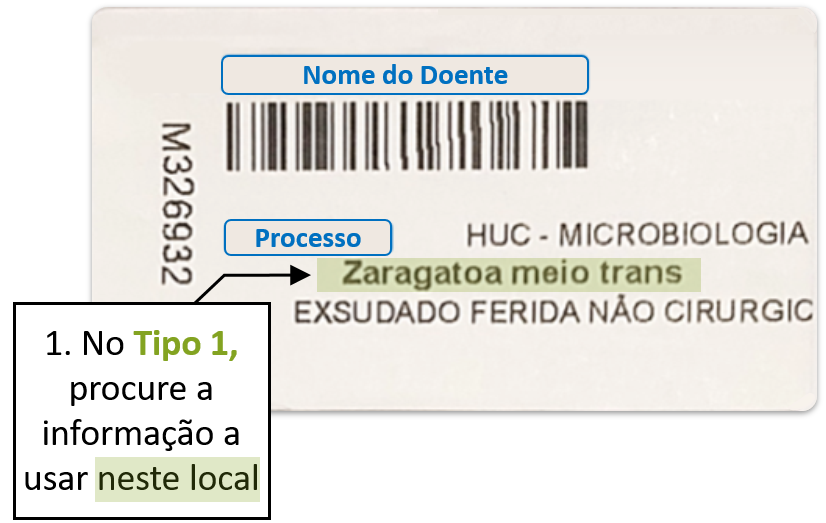 Nome do Doente
M326932
Processo
HUC - MICROBIOLOGIA
Zaragatoa meio trans
EXSUDADO FERIDA NÃO CIRURGIC
1. No Tipo 1,
procure a
informação a
usar neste local